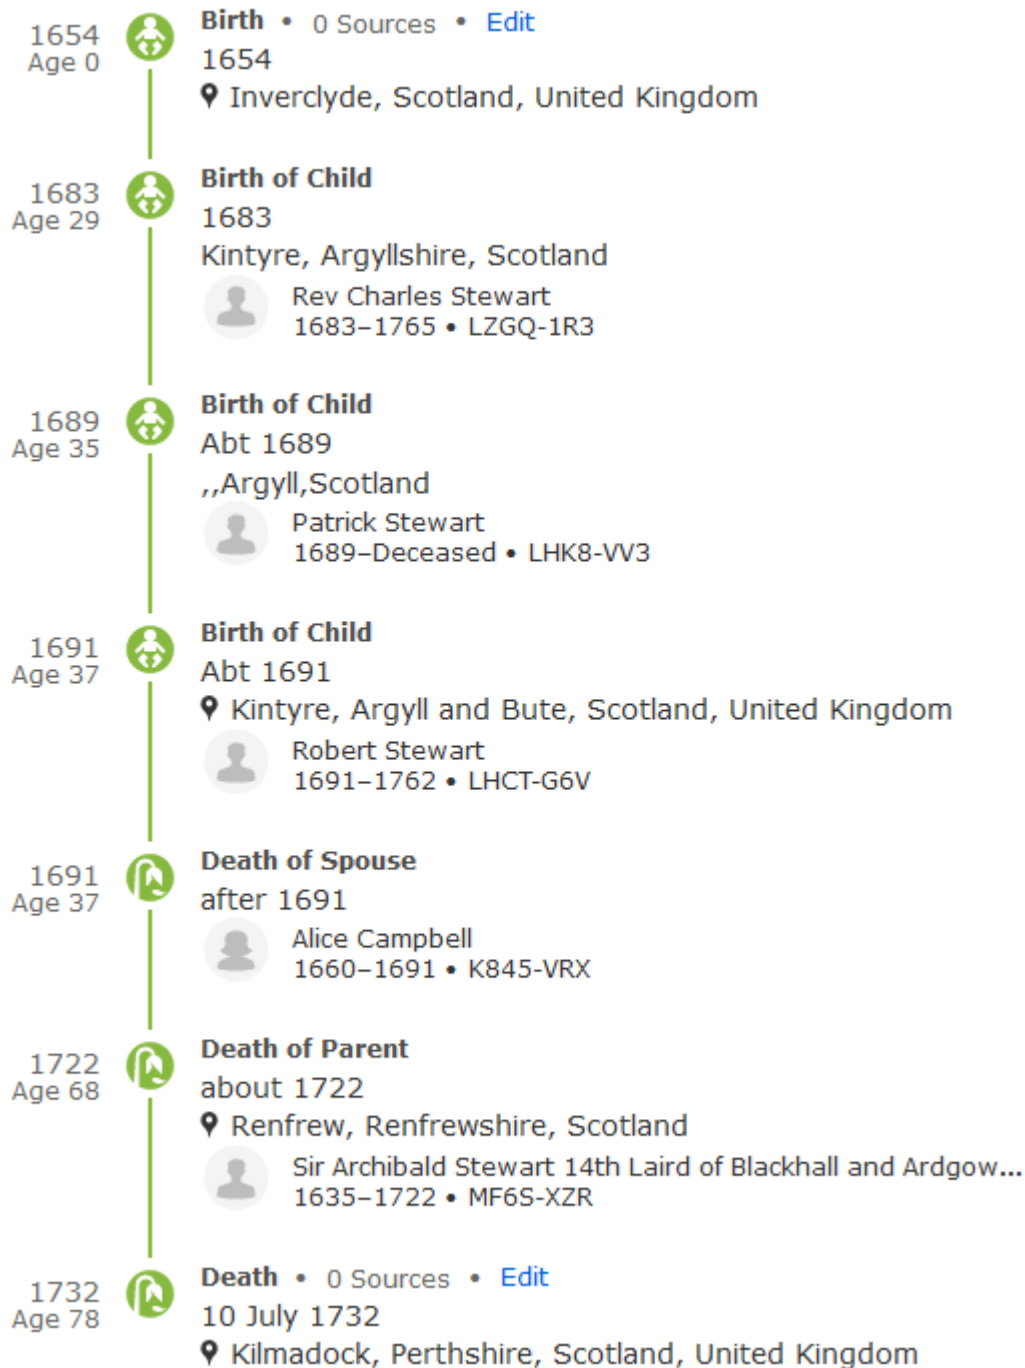 1654
Age 0
Birth • 0 Sources • Edit
1654
Inverclyde, Scotland, United Kingdom
1683
Age 29
Birth of Child
1683
Kintyre, Argyllshire, Scotland
Rev Charles Stewart
1683–1765 • LZGQ-1R3
1689
Age 35
Birth of Child
Abt 1689
,,Argyll,Scotland
Patrick Stewart
1689–Deceased • LHK8-VV3
1691
Age 37
Birth of Child
Abt 1691
Kintyre, Argyll and Bute, Scotland, United Kingdom
Robert Stewart
1691–1762 • LHCT-G6V
1691
Age 37
Death of Spouse
after 1691
Alice Campbell
1660–1691 • K845-VRX
1722
Age 68
Death of Parent
about 1722
Renfrew, Renfrewshire, Scotland
Sir Archibald Stewart 14th Laird of Blackhall and Ardgow...
1635–1722 • MF6S-XZR
1732
Age 78
Death • 0 Sources • Edit
10 July 1732
Kilmadock, Perthshire, Scotland, United Kingdom